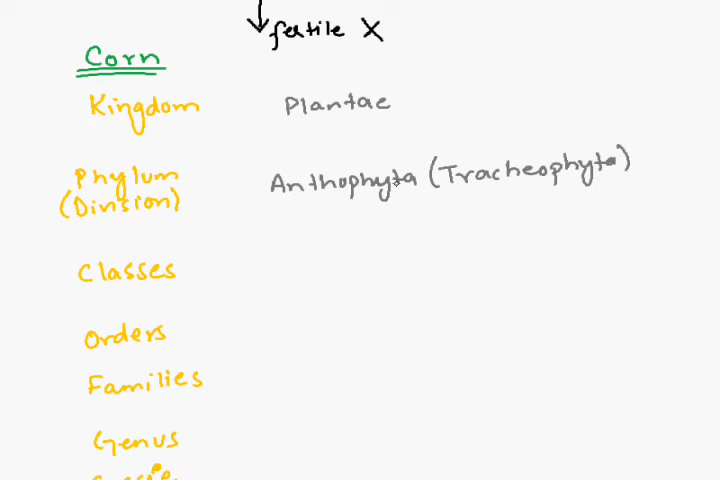 fertile X
Corn
Kingdom Plantae
Phylum Anthophyta (Tracheophyta)
(Division)
Classes
Orders
Families
Genus